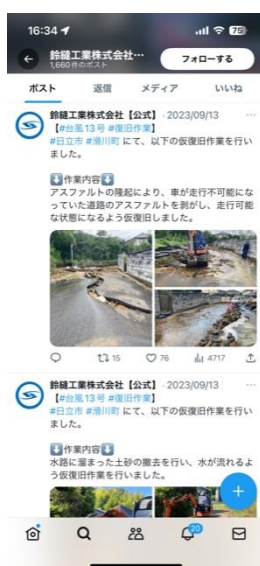 16:34
75
鈴縫工業株式会社…
1,660 件のポスト
フォローする
ポスト 返信 メディア いいね
鈴縫工業株式会社【公式】· 2023/09/13 …
【#台風13号 #復旧作業】
#日立市 #滑川町 にて、以下の仮復旧作業を行い
ました。
⬇️作業内容⬇️
アスファルトの隆起により、車が走行不可能にな
っていた道路のアスファルトを剥がし、走行可能
な状態になるよう仮復旧しました。
15 76 4717
鈴縫工業株式会社【公式】· 2023/09/13 …
【#台風13号 #復旧作業】
#日立市 #滑川町 にて、以下の仮復旧作業を行い
ました。
⬇️作業内容⬇️
水路に溜まった土砂の撤去を行い、水が流れるよ
う仮復旧作業を行いました。
20